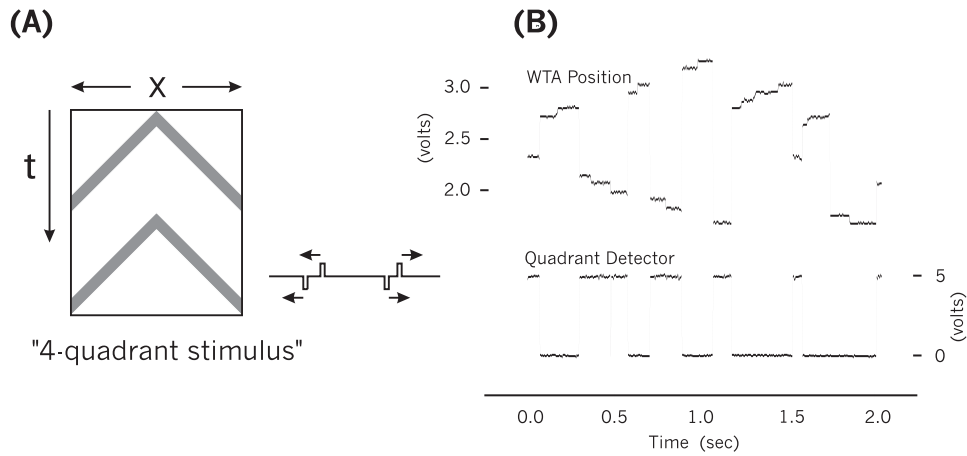 (A)
X
t
"4-quadrant stimulus"
(B)
WTA Position
3.0
2.5
2.0
(volts)
Quadrant Detector
5
0
(volts)
0.0 0.5 1.0 1.5 2.0
Time (sec)